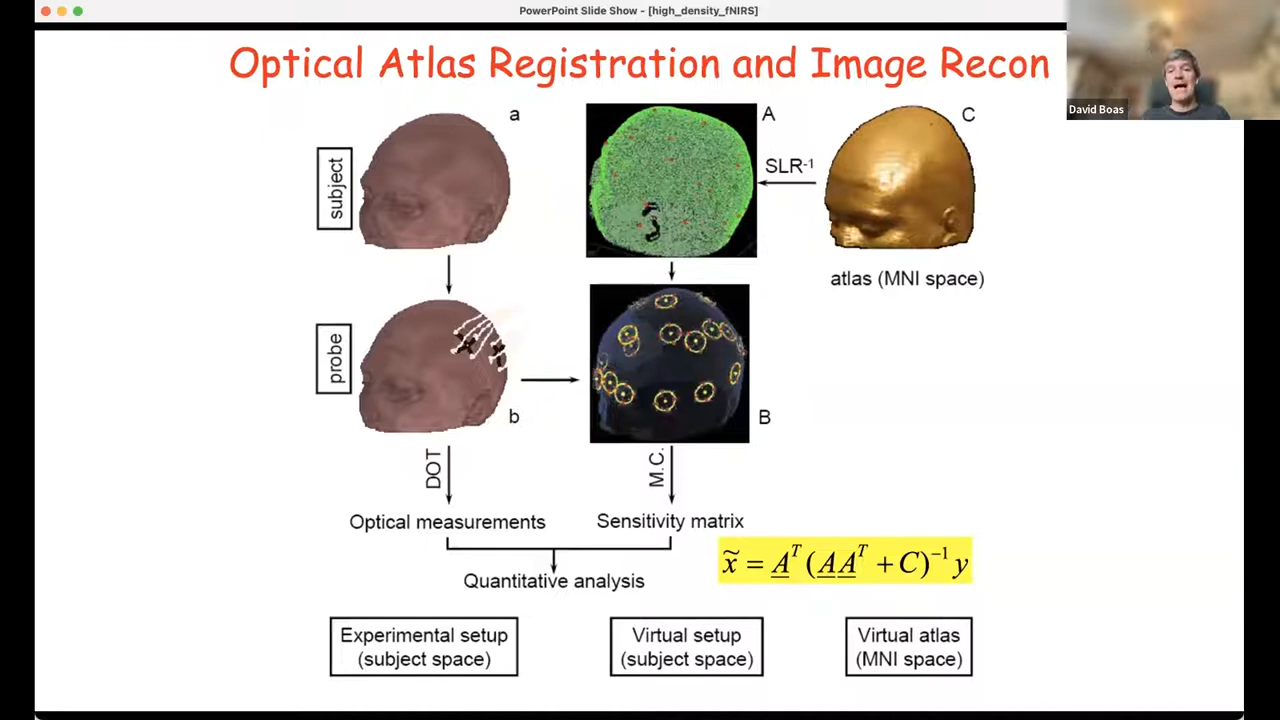 PowerPoint Slide Show - [high_density_fNIRS]
Optical Atlas Registration and Image Recon
David Boas
a
A
C
subject
SLR⁻¹
atlas (MNI space)
probe
b
B
DOT
M.C.
Optical measurements
Sensitivity matrix
x̃ = A̲ᵀ(A̲A̲ᵀ + C)⁻¹ y
Quantitative analysis
Experimental setup
(subject space)
Virtual setup
(subject space)
Virtual atlas
(MNI space)